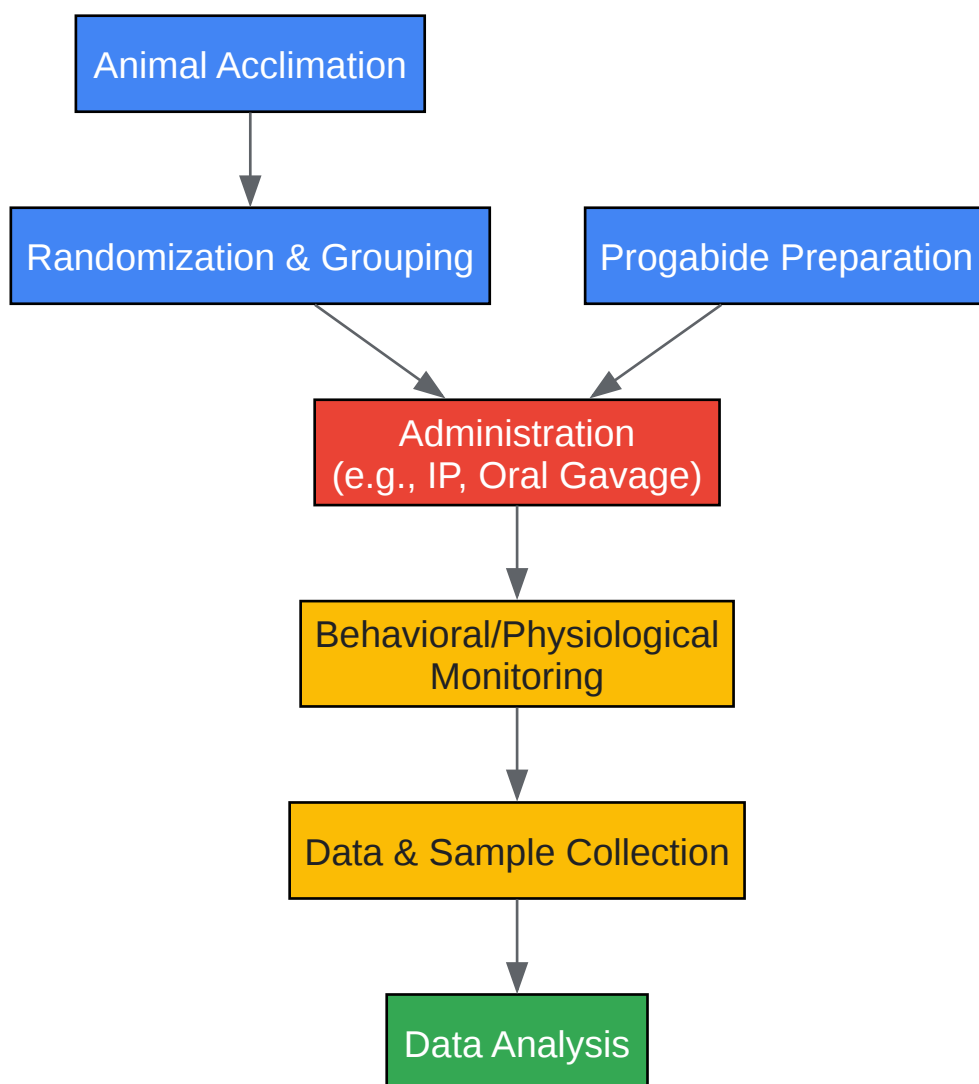 Animal Acclimation
Randomization & Grouping
Progabide Preparation
Administration
(e.g., IP, Oral Gavage)
Behavioral/Physiological
Monitoring
Data & Sample Collection
Data Analysis